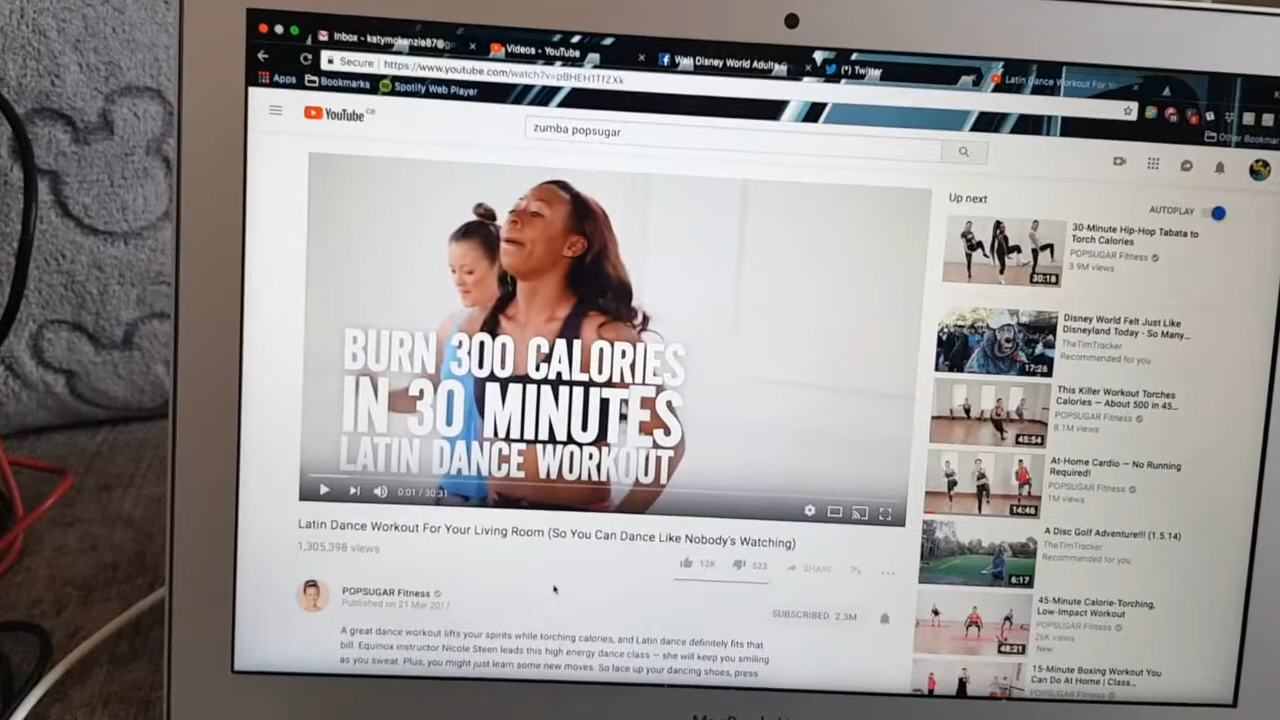 Inbox - katymckenzie87@g
Videos - YouTube
Walt Disney World Adults
(*) Twitter
Latin Dance Workout For Yo
Secure | https://www.youtube.com/watch?v=pBHEH1TfZXk
Apps
Bookmarks
Spotify Web Player
Other Bookmar
YouTube GB
zumba popsugar
BURN 300 CALORIES
IN 30 MINUTES
LATIN DANCE WORKOUT
0:01 / 30:31
Latin Dance Workout For Your Living Room (So You Can Dance Like Nobody's Watching)
1,305,398 views
12K
523
SHARE
POPSUGAR Fitness
Published on 21 Mar 2017
SUBSCRIBED 2.3M
A great dance workout lifts your spirits while torching calories, and Latin dance definitely fits that
bill. Equinox instructor Nicole Steen leads this high energy dance class — she will keep you smiling
as you sweat. Plus, you might just learn some new moves. So lace up your dancing shoes, press
Up next
AUTOPLAY
30-Minute Hip-Hop Tabata to
Torch Calories
POPSUGAR Fitness
3.9M views
30:18
Disney World Felt Just Like
Disneyland Today - So Many...
TheTimTracker
Recommended for you
17:26
This Killer Workout Torches
Calories — About 500 in 45...
POPSUGAR Fitness
8.1M views
45:54
At-Home Cardio — No Running
Required!
POPSUGAR Fitness
1M views
14:46
A Disc Golf Adventure!!! (1.5.14)
TheTimTracker
Recommended for you
6:17
45-Minute Calorie-Torching,
Low-Impact Workout
POPSUGAR Fitness
26K views
New
48:21
15-Minute Boxing Workout You
Can Do At Home | Class...
POPSUGAR Fitness